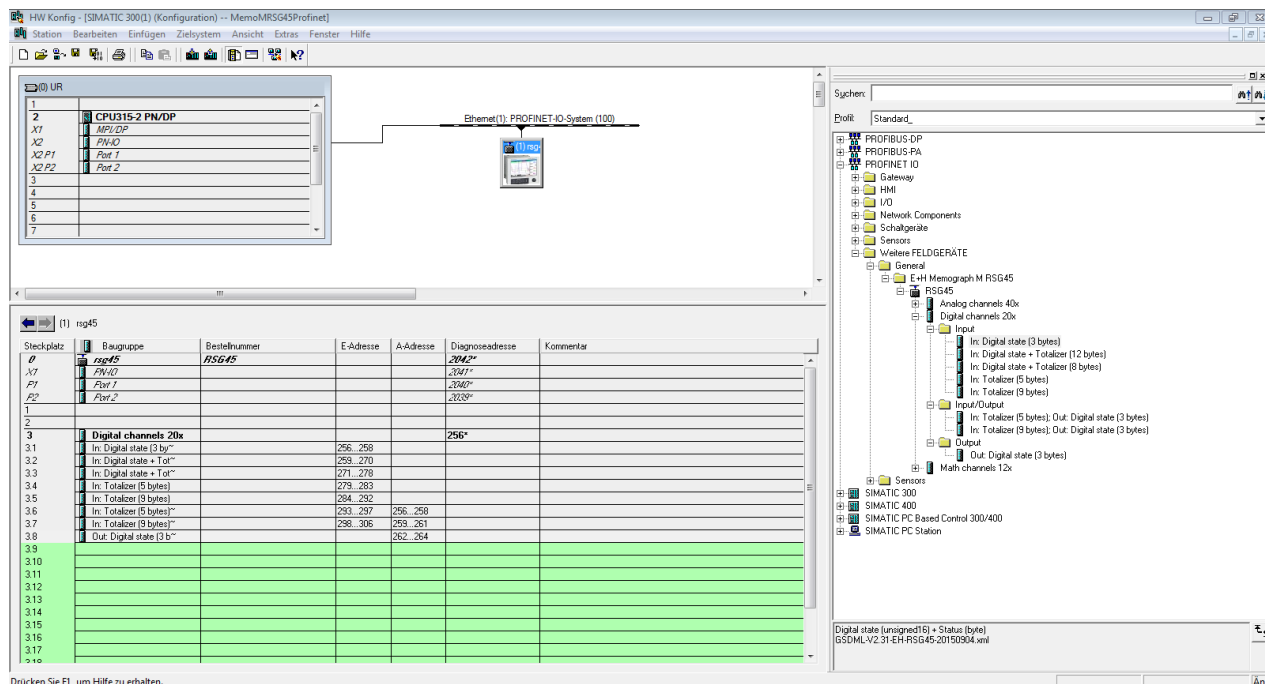 HW Konfig - [SIMATIC 300(1) (Konfiguration) -- MemoMRSG45Profinet]
Station Bearbeiten Einfügen Zielsystem Ansicht Extras Fenster Hilfe
(0) UR
1
2 CPU315-2 PN/DP
X1 MPI/DP
X2 PN-IO
X2 P1 Port 1
X2 P2 Port 2
3
4
5
6
7
Ethernet(1): PROFINET-IO-System (100)
(1) rsg4
(1) rsg45
Steckplatz Baugruppe Bestellnummer E-Adresse A-Adresse Diagnoseadresse Kommentar
0 rsg45 RSG45 2042*
X1 PN-IO 2041*
P1 Port 1 2040*
P2 Port 2 2039*
1
2
3 Digital channels 20x 256*
3.1 In: Digital state (3 by~ 256...258
3.2 In: Digital state + Tot~ 259...270
3.3 In: Digital state + Tot~ 271...278
3.4 In: Totalizer (5 bytes) 279...283
3.5 In: Totalizer (9 bytes) 284...292
3.6 In: Totalizer (5 bytes)~ 293...297 256...258
3.7 In: Totalizer (9 bytes)~ 298...306 259...261
3.8 Out: Digital state (3 b~ 262...264
3.9
3.10
3.11
3.12
3.13
3.14
3.15
3.16
3.17
3.18
Suchen:
Profil: Standard_
PROFIBUS-DP
PROFIBUS-PA
PROFINET IO
Gateway
HMI
I/O
Network Components
Schaltgeräte
Sensors
Weitere FELDGERÄTE
General
E+H Memograph M RSG45
RSG45
Analog channels 40x
Digital channels 20x
Input
In: Digital state (3 bytes)
In: Digital state + Totalizer (12 bytes)
In: Digital state + Totalizer (8 bytes)
In: Totalizer (5 bytes)
In: Totalizer (9 bytes)
Input/Output
In: Totalizer (5 bytes); Out: Digital state (3 bytes)
In: Totalizer (9 bytes); Out: Digital state (3 bytes)
Output
Out: Digital state (3 bytes)
Math channels 12x
Sensors
SIMATIC 300
SIMATIC 400
SIMATIC PC Based Control 300/400
SIMATIC PC Station
Digital state (unsigned16) + Status (byte)
GSDML-V2.31-EH-RSG45-20150904.xml
Drücken Sie F1, um Hilfe zu erhalten.
Än